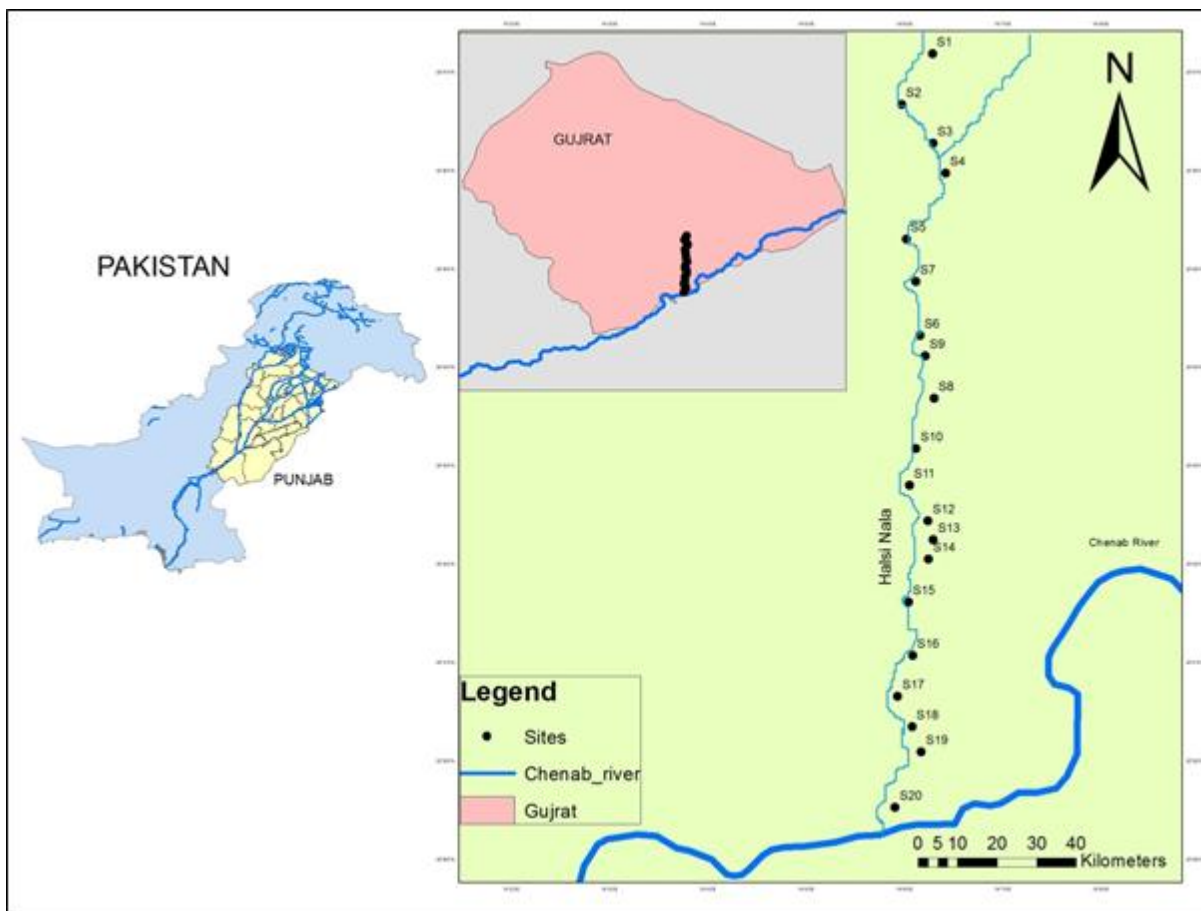 PAKISTAN
PUNJAB
GUJRAT
N
S1
S2
S3
S4
S5
S7
S6
S9
S8
S10
S11
S12
S13
S14
S15
S16
S17
S18
S19
S20
Halsi Nala
Chenab River
Legend
Sites
Chenab_river
Gujrat
0 5 10 20 30 40
Kilometers